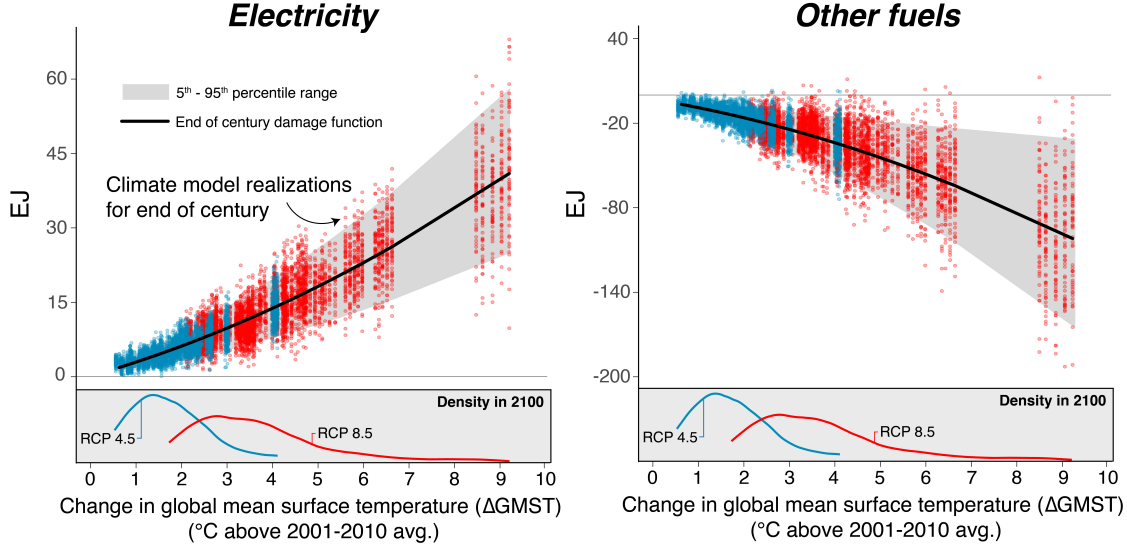 Electricity
EJ
60
45
30
15
0
5th - 95th percentile range
End of century damage function
Climate model realizations
for end of century
Density in 2100
RCP 4.5
RCP 8.5
0 1 2 3 4 5 6 7 8 9 10
Change in global mean surface temperature (ΔGMST)
(°C above 2001-2010 avg.)
Other fuels
EJ
40
-20
-80
-140
-200
Density in 2100
RCP 4.5
RCP 8.5
0 1 2 3 4 5 6 7 8 9 10
Change in global mean surface temperature (ΔGMST)
(°C above 2001-2010 avg.)